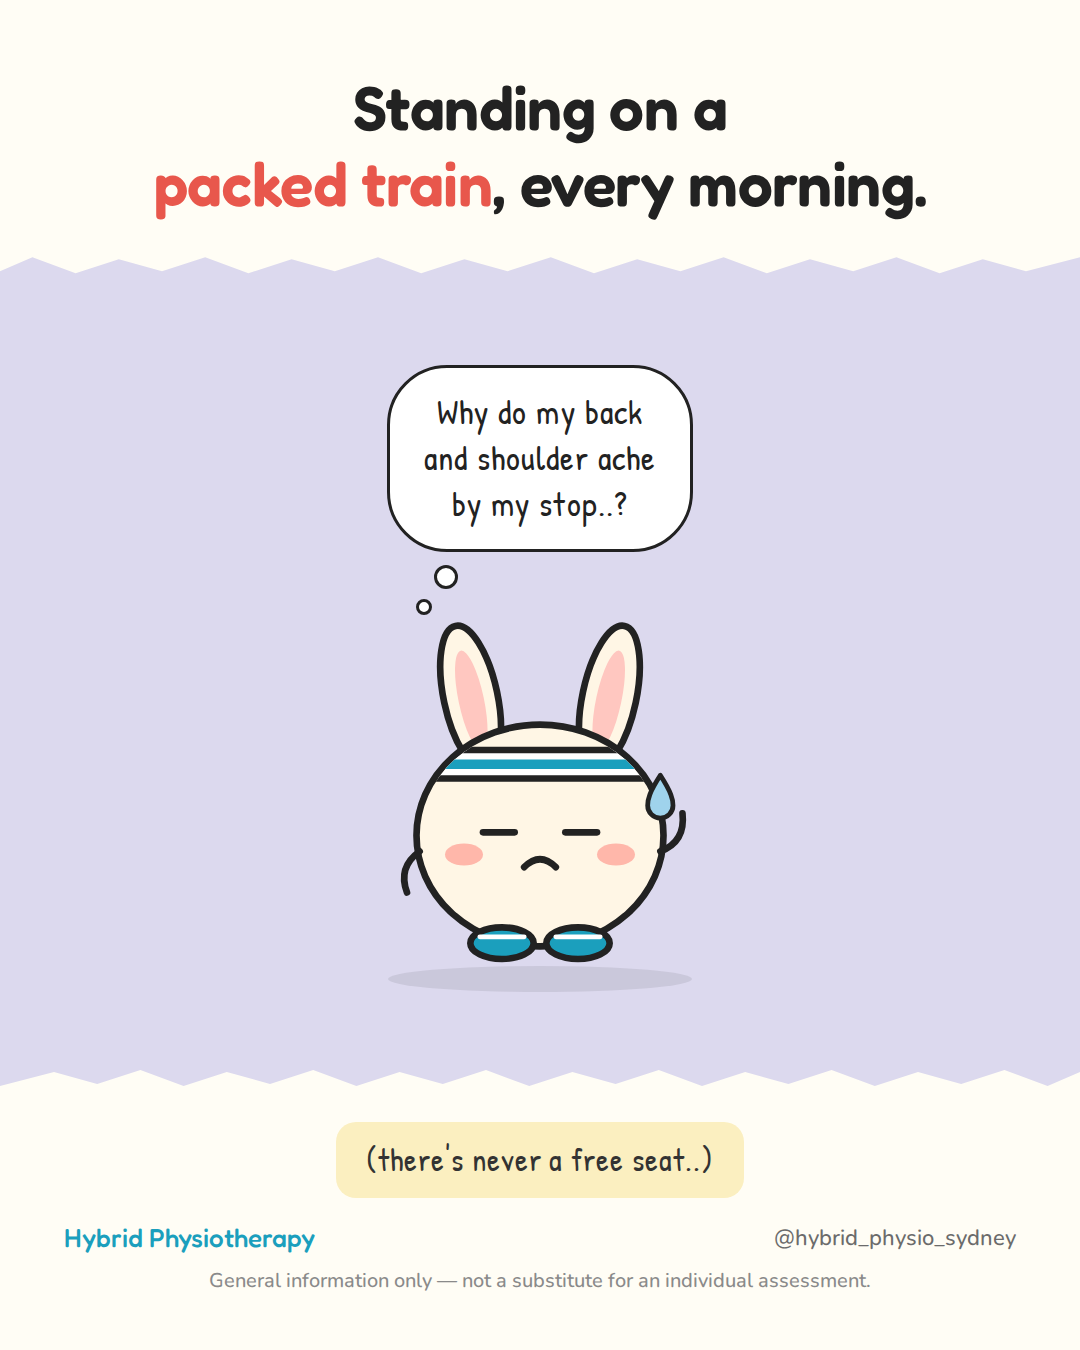 Standing on a
packed train, every morning.
Why do my back
and shoulder ache
by my stop..?
(there's never a free seat..)
Hybrid Physiotherapy
@hybrid_physio_sydney
General information only — not a substitute for an individual assessment.